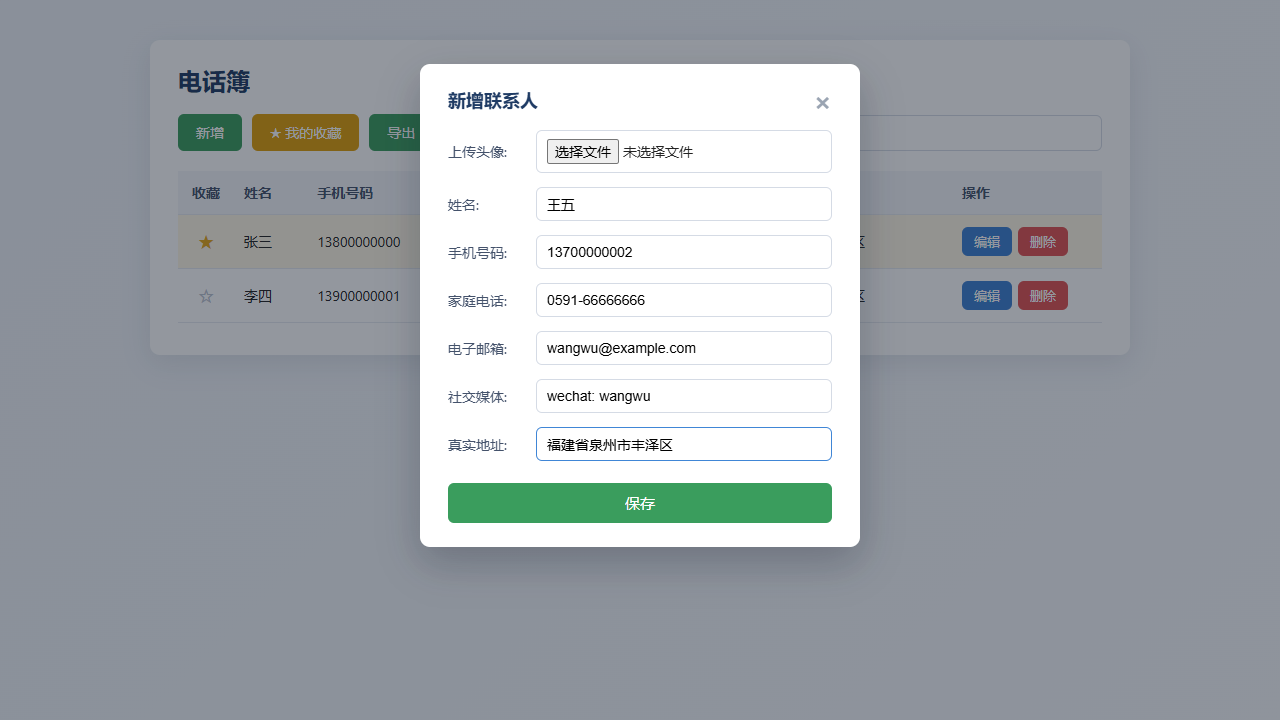 电话簿
新增 ★ 我的收藏 导出
收藏 姓名 手机号码 操作
★ 张三 13800000000 区 编辑 删除
☆ 李四 13900000001 区 编辑 删除
新增联系人 ×
上传头像: 选择文件 未选择文件
姓名: 王五
手机号码: 13700000002
家庭电话: 0591-66666666
电子邮箱: wangwu@example.com
社交媒体: wechat: wangwu
真实地址: 福建省泉州市丰泽区
保存